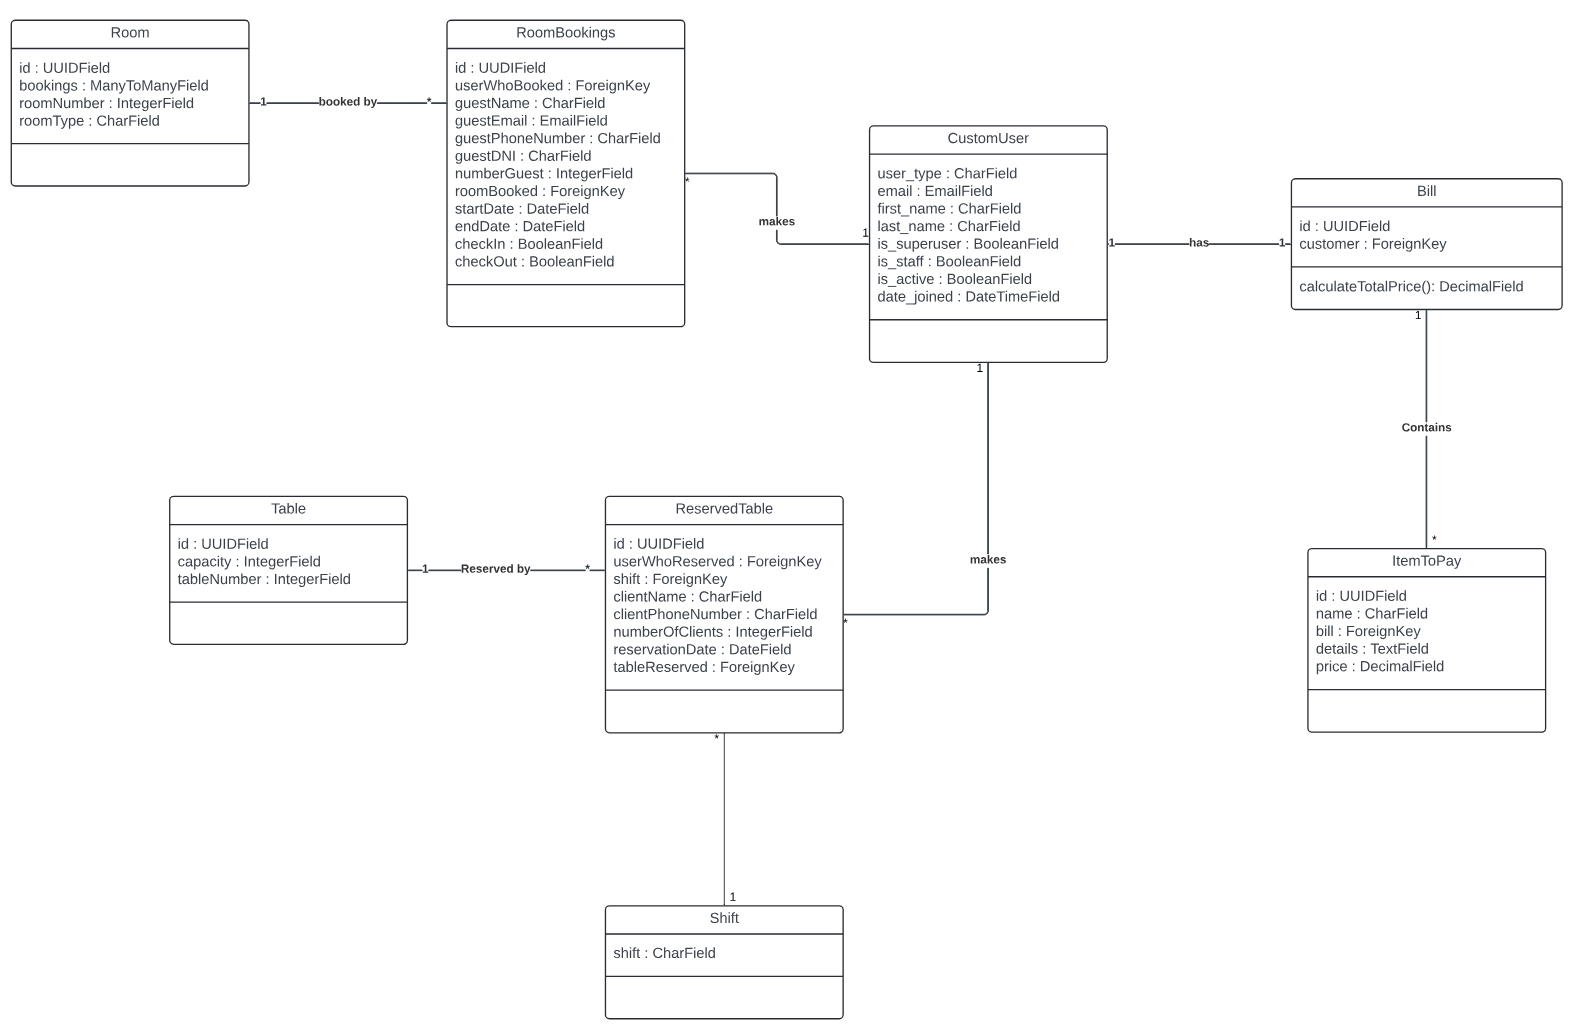 Room
id : UUIDField
bookings : ManyToManyField
roomNumber : IntegerField
roomType : CharField
1
booked by
*
RoomBookings
id : UUDIField
userWhoBooked : ForeignKey
guestName : CharField
guestEmail : EmailField
guestPhoneNumber : CharField
guestDNI : CharField
numberGuest : IntegerField
roomBooked : ForeignKey
startDate : DateField
endDate : DateField
checkIn : BooleanField
checkOut : BooleanField
*
makes
1
CustomUser
user_type : CharField
email : EmailField
first_name : CharField
last_name : CharField
is_superuser : BooleanField
is_staff : BooleanField
is_active : BooleanField
date_joined : DateTimeField
1
has
1
Bill
id : UUIDField
customer : ForeignKey
calculateTotalPrice(): DecimalField
1
Contains
*
ItemToPay
id : UUIDField
name : CharField
bill : ForeignKey
details : TextField
price : DecimalField
1
makes
*
Table
id : UUIDField
capacity : IntegerField
tableNumber : IntegerField
1
Reserved by
*
ReservedTable
id : UUIDField
userWhoReserved : ForeignKey
shift : ForeignKey
clientName : CharField
clientPhoneNumber : CharField
numberOfClients : IntegerField
reservationDate : DateField
tableReserved : ForeignKey
*
1
Shift
shift : CharField